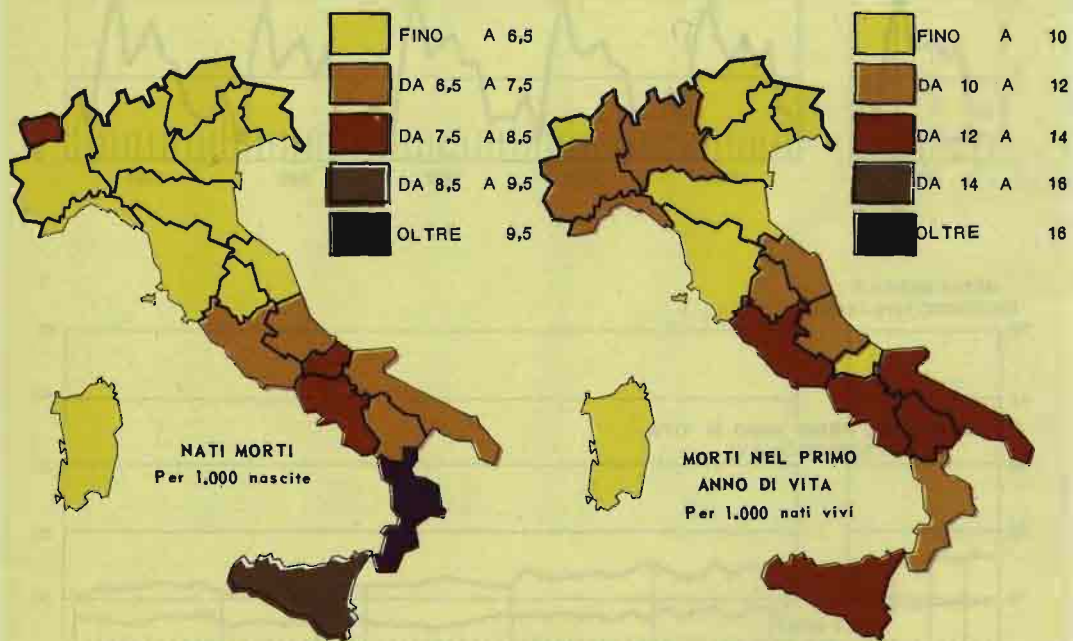 FINO A 6,5
DA 6,5 A 7,5
DA 7,5 A 8,5
DA 8,5 A 9,5
OLTRE 9,5
NATI MORTI
Per 1.000 nascite
FINO A 10
DA 10 A 12
DA 12 A 14
DA 14 A 16
OLTRE 16
MORTI NEL PRIMO
ANNO DI VITA
Per 1.000 nati vivi